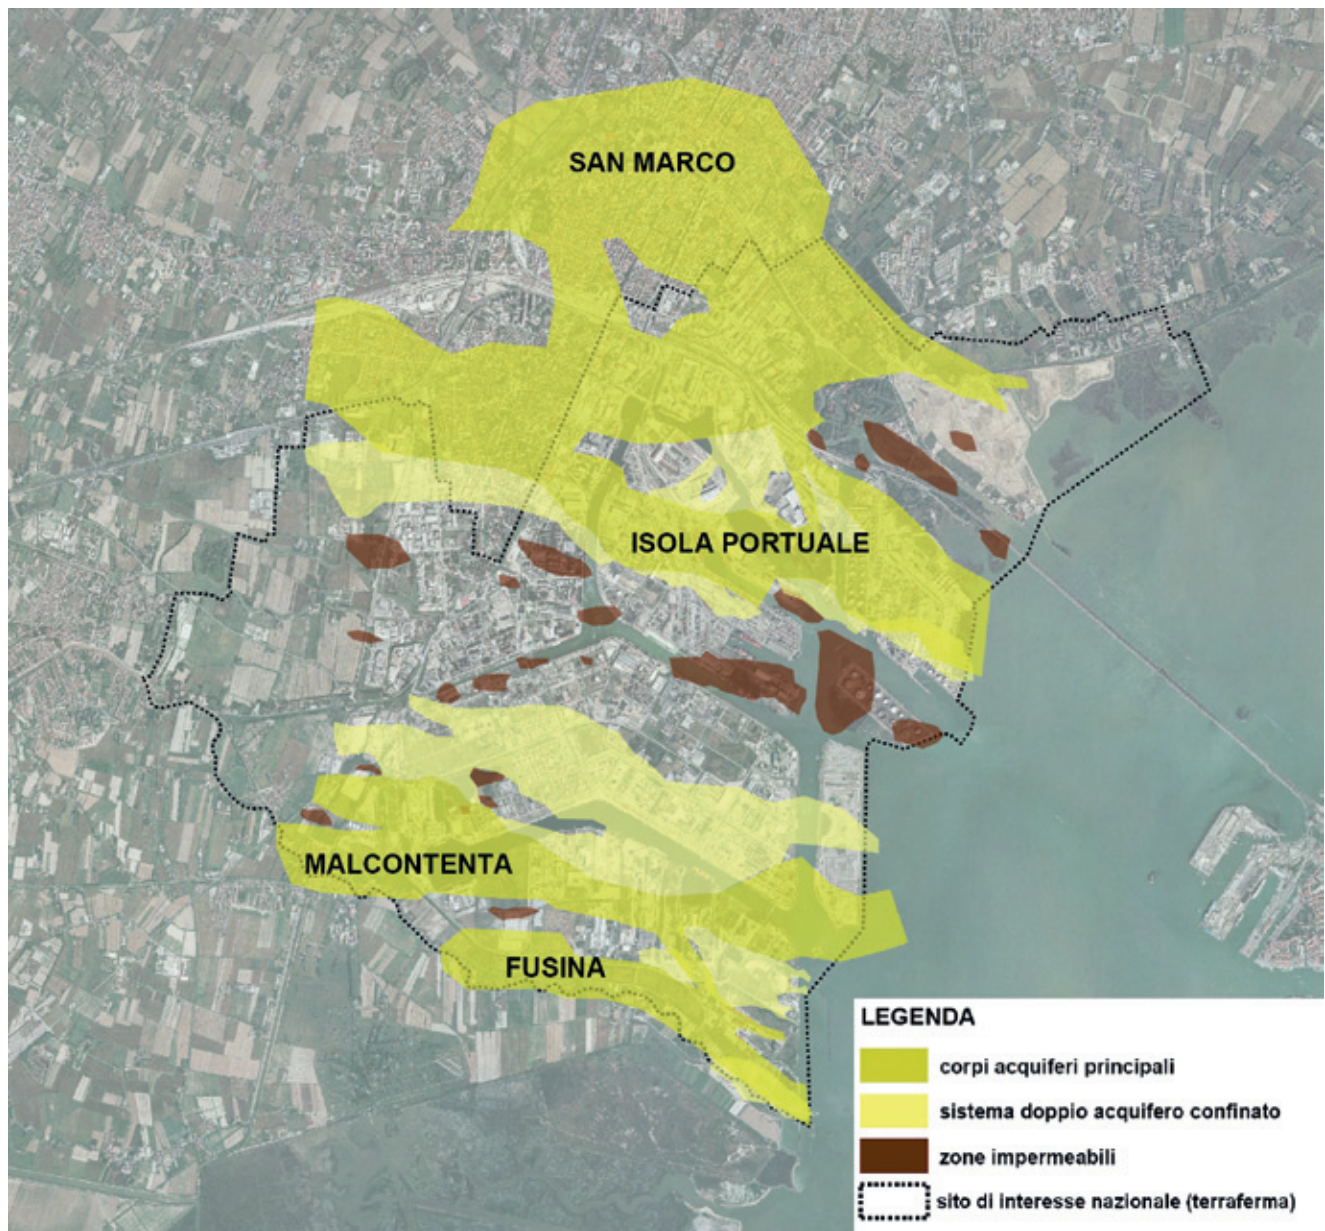 SAN MARCO
ISOLA PORTUALE
MALCONTENTA
FUSINA
LEGENDA
corpi acquiferi principali
sistema doppio acquifero confinato
zone impermeabili
sito di interesse nazionale (terraferma)